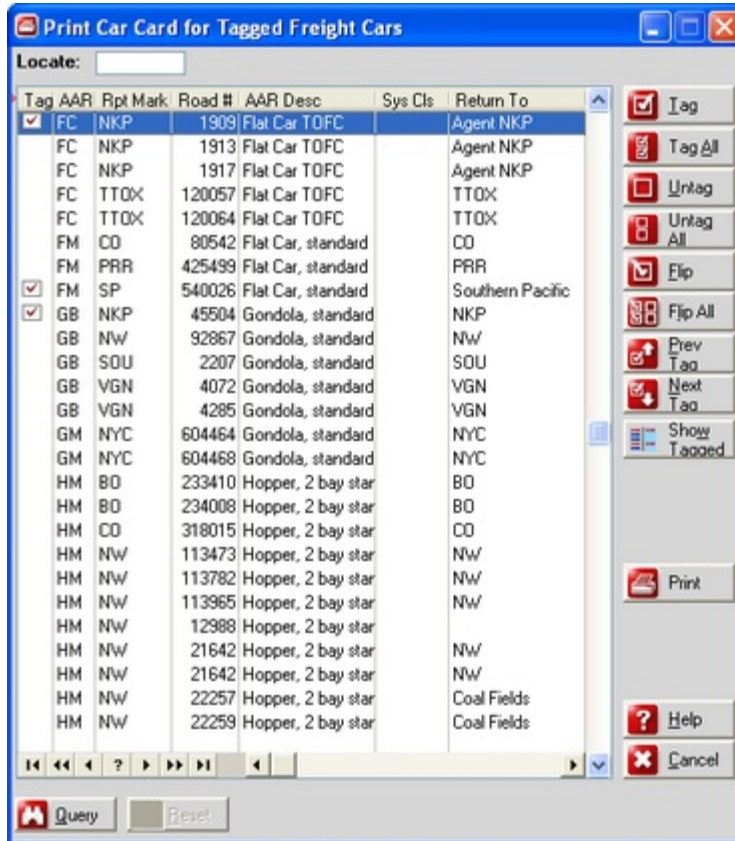 Print Car Card for Tagged Freight Cars
Locate:
Tag AAR Rpt Mark Road # AAR Desc Sys Cls Return To
FC NKP 1909 Flat Car TOFC Agent NKP
FC NKP 1913 Flat Car TOFC Agent NKP
FC NKP 1917 Flat Car TOFC Agent NKP
FC TTOX 120057 Flat Car TOFC TTOX
FC TTOX 120064 Flat Car TOFC TTOX
FM CO 80542 Flat Car, standard CO
FM PRR 425499 Flat Car, standard PRR
FM SP 540026 Flat Car, standard Southern Pacific
GB NKP 45504 Gondola, standard NKP
GB NW 92867 Gondola, standard NW
GB SOU 2207 Gondola, standard SOU
GB VGN 4072 Gondola, standard VGN
GB VGN 4285 Gondola, standard VGN
GM NYC 604464 Gondola, standard NYC
GM NYC 604468 Gondola, standard NYC
HM BO 233410 Hopper, 2 bay star BO
HM BO 234008 Hopper, 2 bay star BO
HM CO 318015 Hopper, 2 bay star CO
HM NW 113473 Hopper, 2 bay star NW
HM NW 113782 Hopper, 2 bay star NW
HM NW 113965 Hopper, 2 bay star NW
HM NW 12988 Hopper, 2 bay star
HM NW 21642 Hopper, 2 bay star NW
HM NW 21642 Hopper, 2 bay star NW
HM NW 22257 Hopper, 2 bay star Coal Fields
HM NW 22259 Hopper, 2 bay star Coal Fields
?
Tag
Tag All
Untag
Untag
All
Flip
Flip All
Prev
Tag
Next
Tag
Show
Tagged
Print
? Help
Cancel
Query
Reset